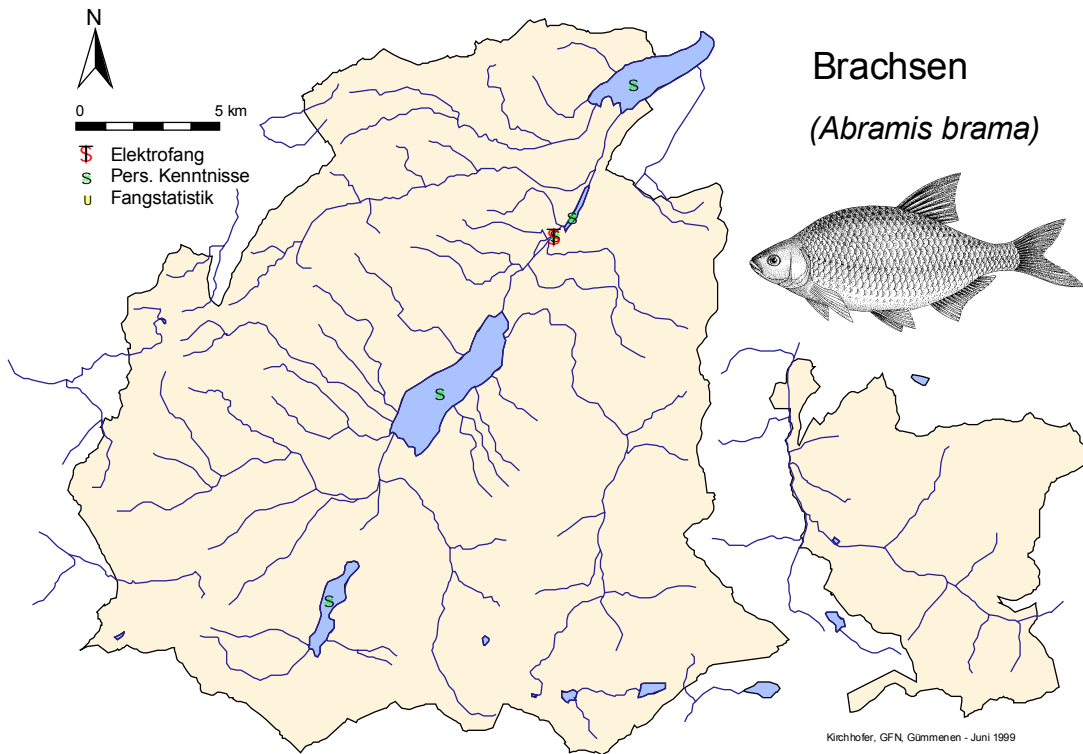 N
Brachsen
(Abramis brama)
0 5 km
$ Elektrofang
s Pers. Kenntnisse
u Fangstatistik
s
s
$
s
s
Kirchhofer, GFN, Gümmenen - Juni 1999